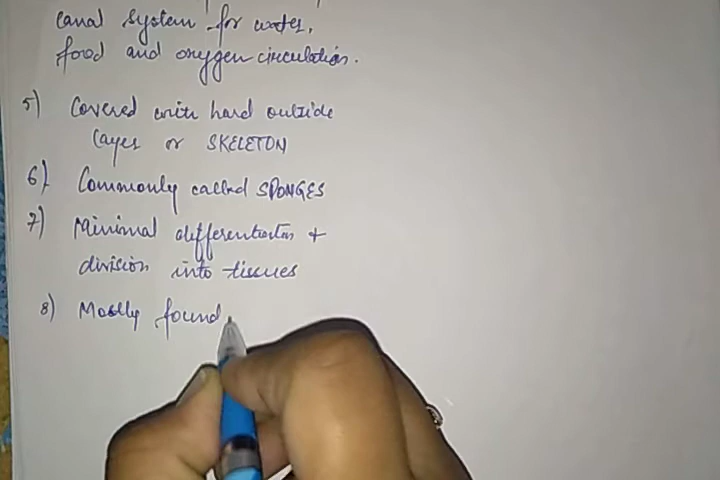 canal system for water,
food and oxygen circulation.
5) Covered with hard outside
layer or SKELETON
6) Commonly called SPONGES
7) Minimal differentiation +
division into tissues
8) Mostly found